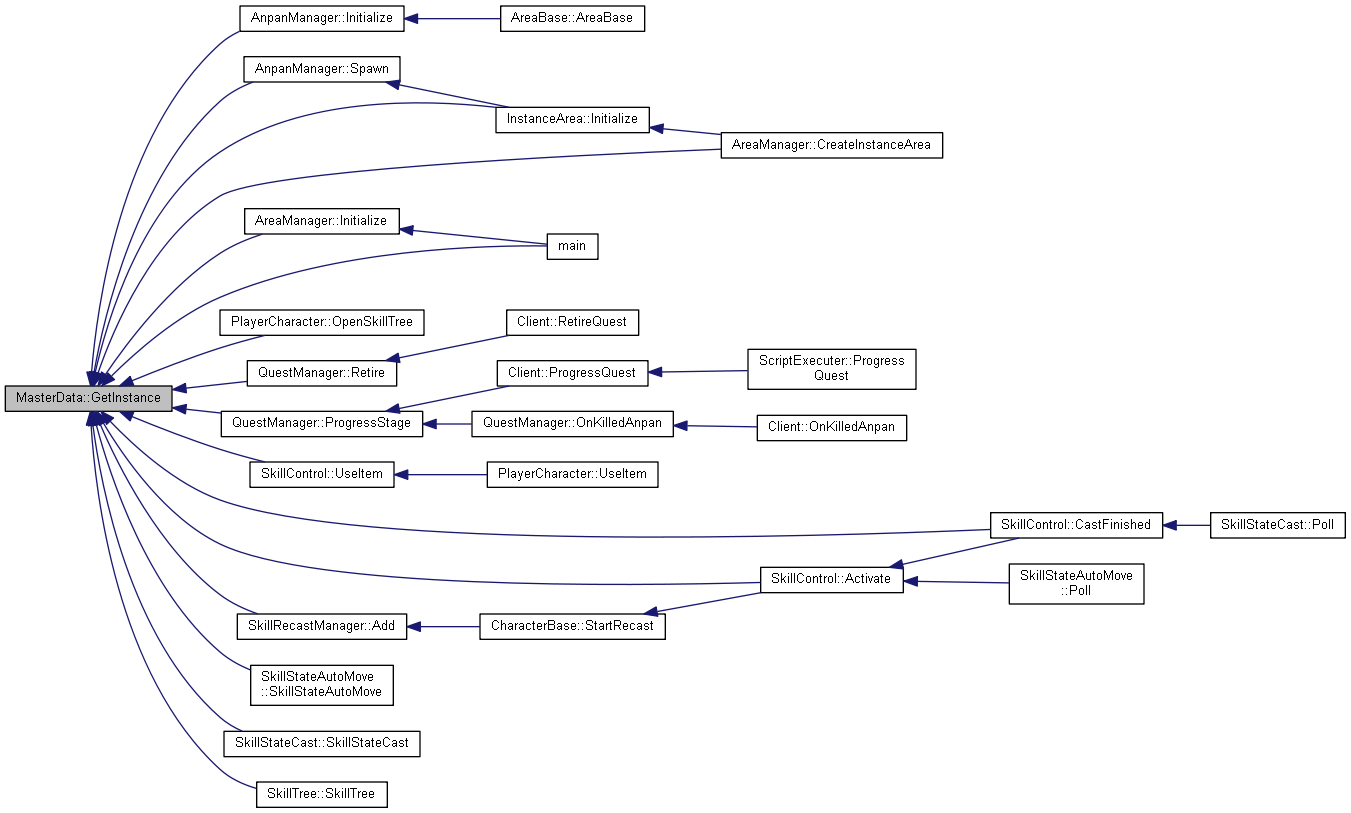 AnpanManager::Initialize
AreaBase::AreaBase
AnpanManager::Spawn
InstanceArea::Initialize
AreaManager::CreateInstanceArea
AreaManager::Initialize
main
PlayerCharacter::OpenSkillTree
Client::RetireQuest
QuestManager::Retire
Client::ProgressQuest
ScriptExecuter::Progress
Quest
MasterData::GetInstance
QuestManager::ProgressStage
QuestManager::OnKilledAnpan
Client::OnKilledAnpan
SkillControl::UseItem
PlayerCharacter::UseItem
SkillControl::CastFinished
SkillStateCast::Poll
SkillControl::Activate
SkillStateAutoMove
::Poll
SkillRecastManager::Add
CharacterBase::StartRecast
SkillStateAutoMove
::SkillStateAutoMove
SkillStateCast::SkillStateCast
SkillTree::SkillTree